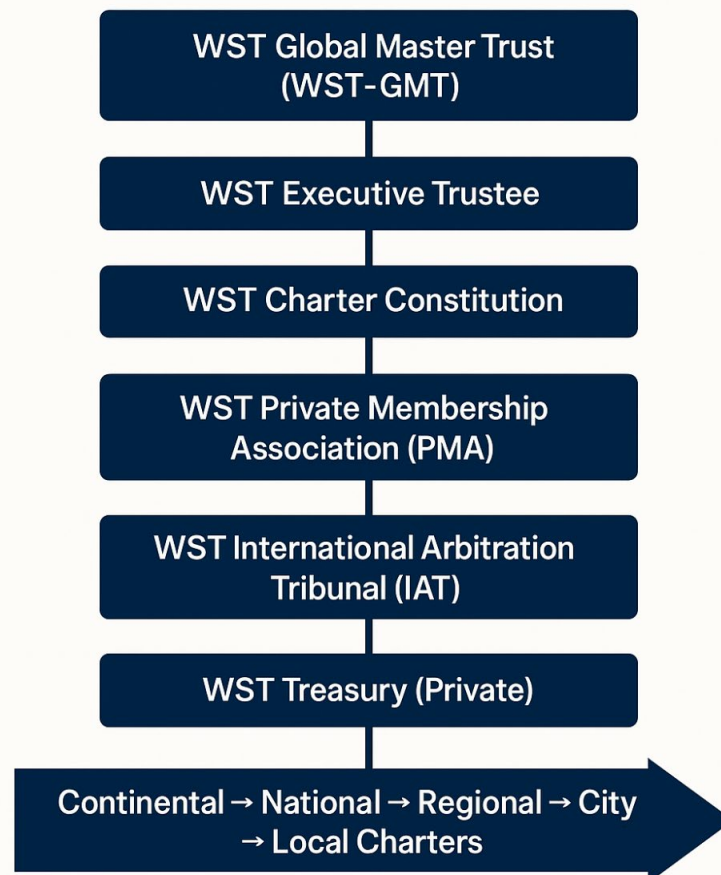 WST Global Master Trust
(WST-GMT)
WST Executive Trustee
WST Charter Constitution
WST Private Membership
Association (PMA)
WST International Arbitration
Tribunal (IAT)
WST Treasury (Private)
Continental → National → Regional → City
→ Local Charters